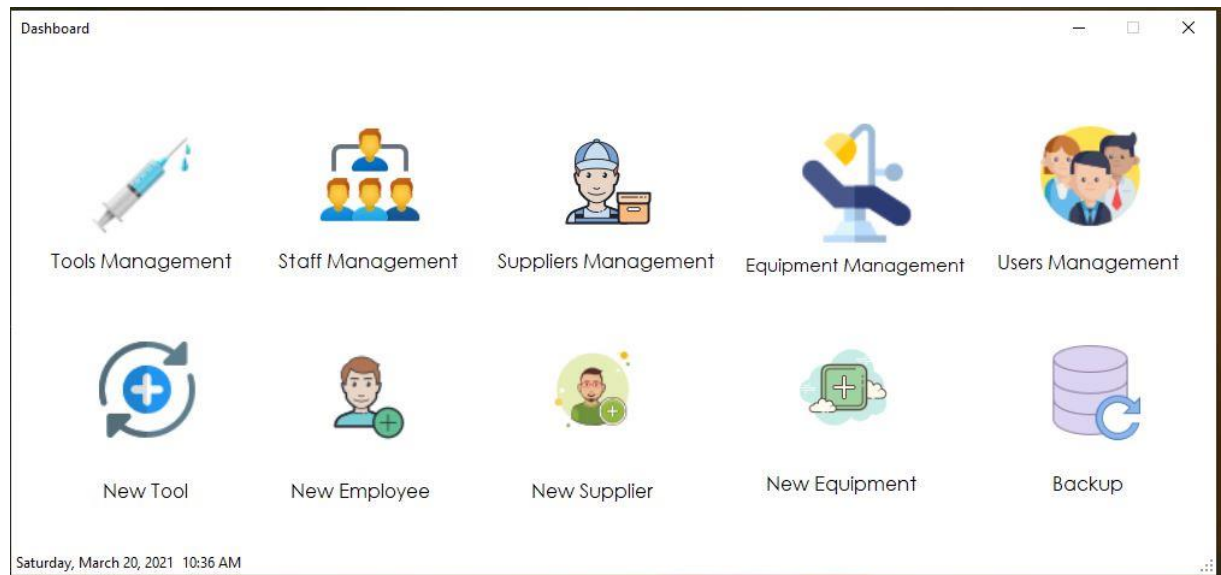 Dashboard
Tools Management
Staff Management
Suppliers Management
Equipment Management
Users Management
New Tool
New Employee
New Supplier
New Equipment
Backup
Saturday, March 20, 2021 10:36 AM